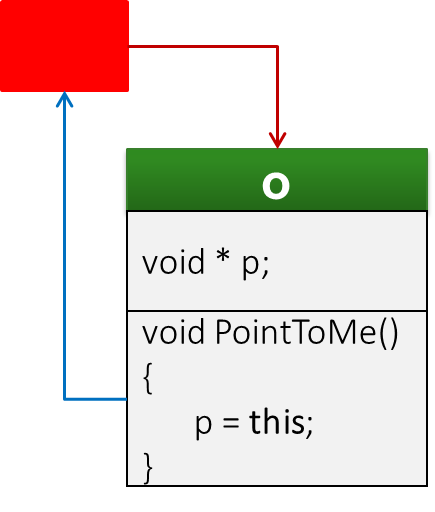 o
void * p;
void PointToMe()
{
p = this;
}